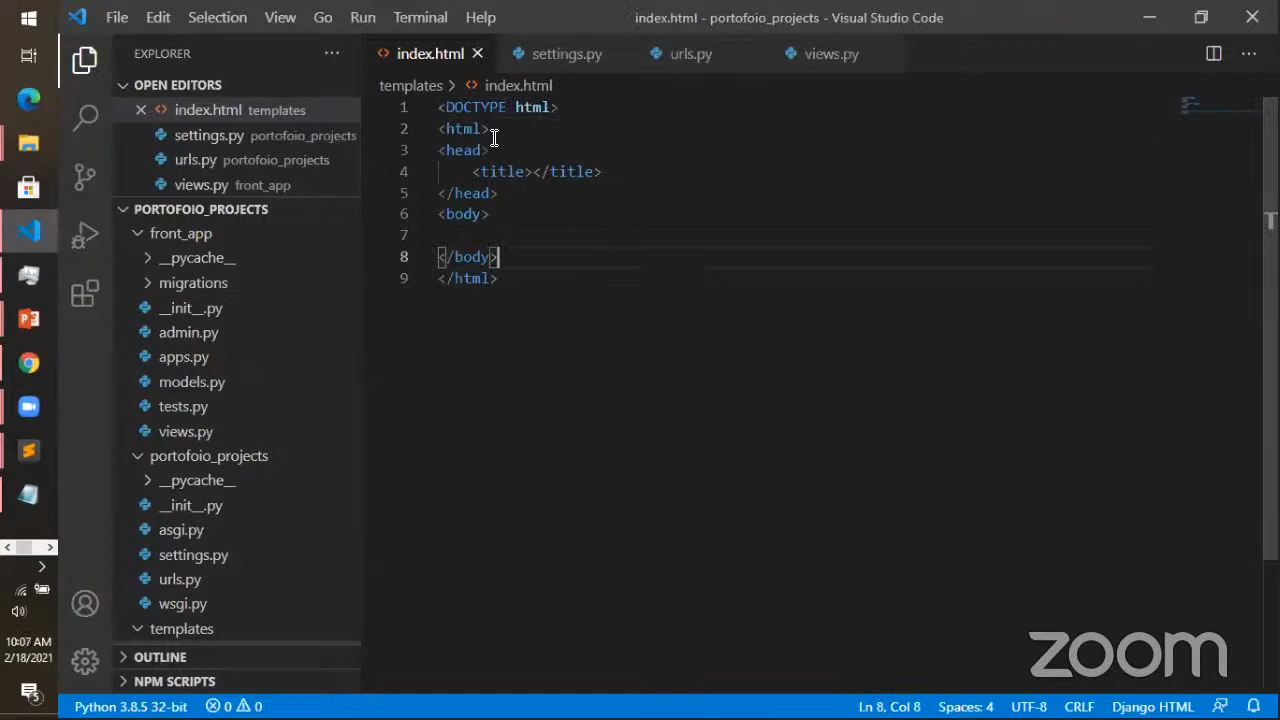 File Edit Selection View Go Run Terminal Help
index.html - portofoio_projects - Visual Studio Code
EXPLORER
OPEN EDITORS
index.html templates
settings.py portofoio_projects
urls.py portofoio_projects
views.py front_app
PORTOFOIO_PROJECTS
front_app
__pycache__
migrations
__init__.py
admin.py
apps.py
models.py
tests.py
views.py
portofoio_projects
__pycache__
__init__.py
asgi.py
settings.py
urls.py
wsgi.py
templates
OUTLINE
NPM SCRIPTS
index.html settings.py urls.py views.py
templates > index.html
1 <DOCTYPE html>
2 <html>
3 <head>
4 <title></title>
5 </head>
6 <body>
7
8 </body>
9 </html>
10:07 AM
2/18/2021
5
zoom
Python 3.8.5 32-bit 0 0 Ln 8, Col 8 Spaces: 4 UTF-8 CRLF Django HTML